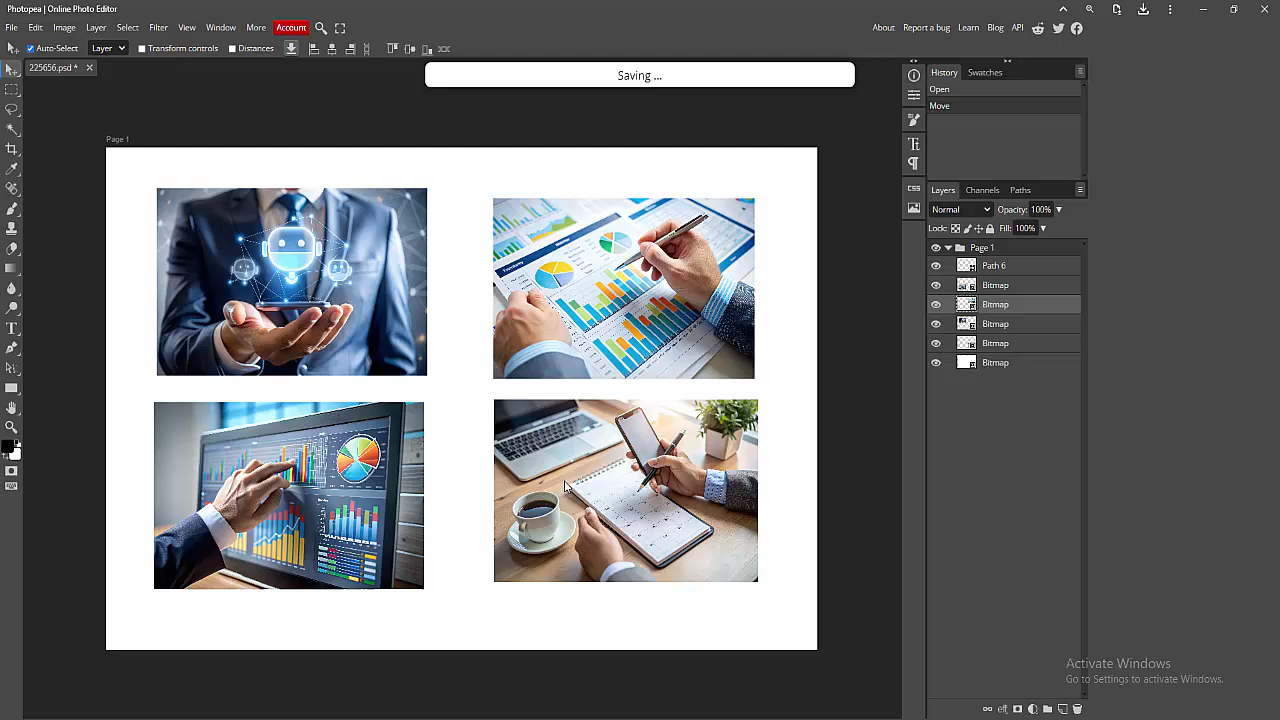 Photopea | Online Photo Editor
File Edit Image Layer Select Filter View Window More Account
About Report a bug Learn Blog API
Auto-Select Layer Transform controls Distances
225656.psd *
Saving ...
History Swatches
Open
Move
Page 1
Layers Channels Paths
Normal Opacity: 100%
Lock: Fill: 100%
Page 1
Path 6
Bitmap
Bitmap
Bitmap
Bitmap
Bitmap
css
eff
Activate Windows
Go to Settings to activate Windows.